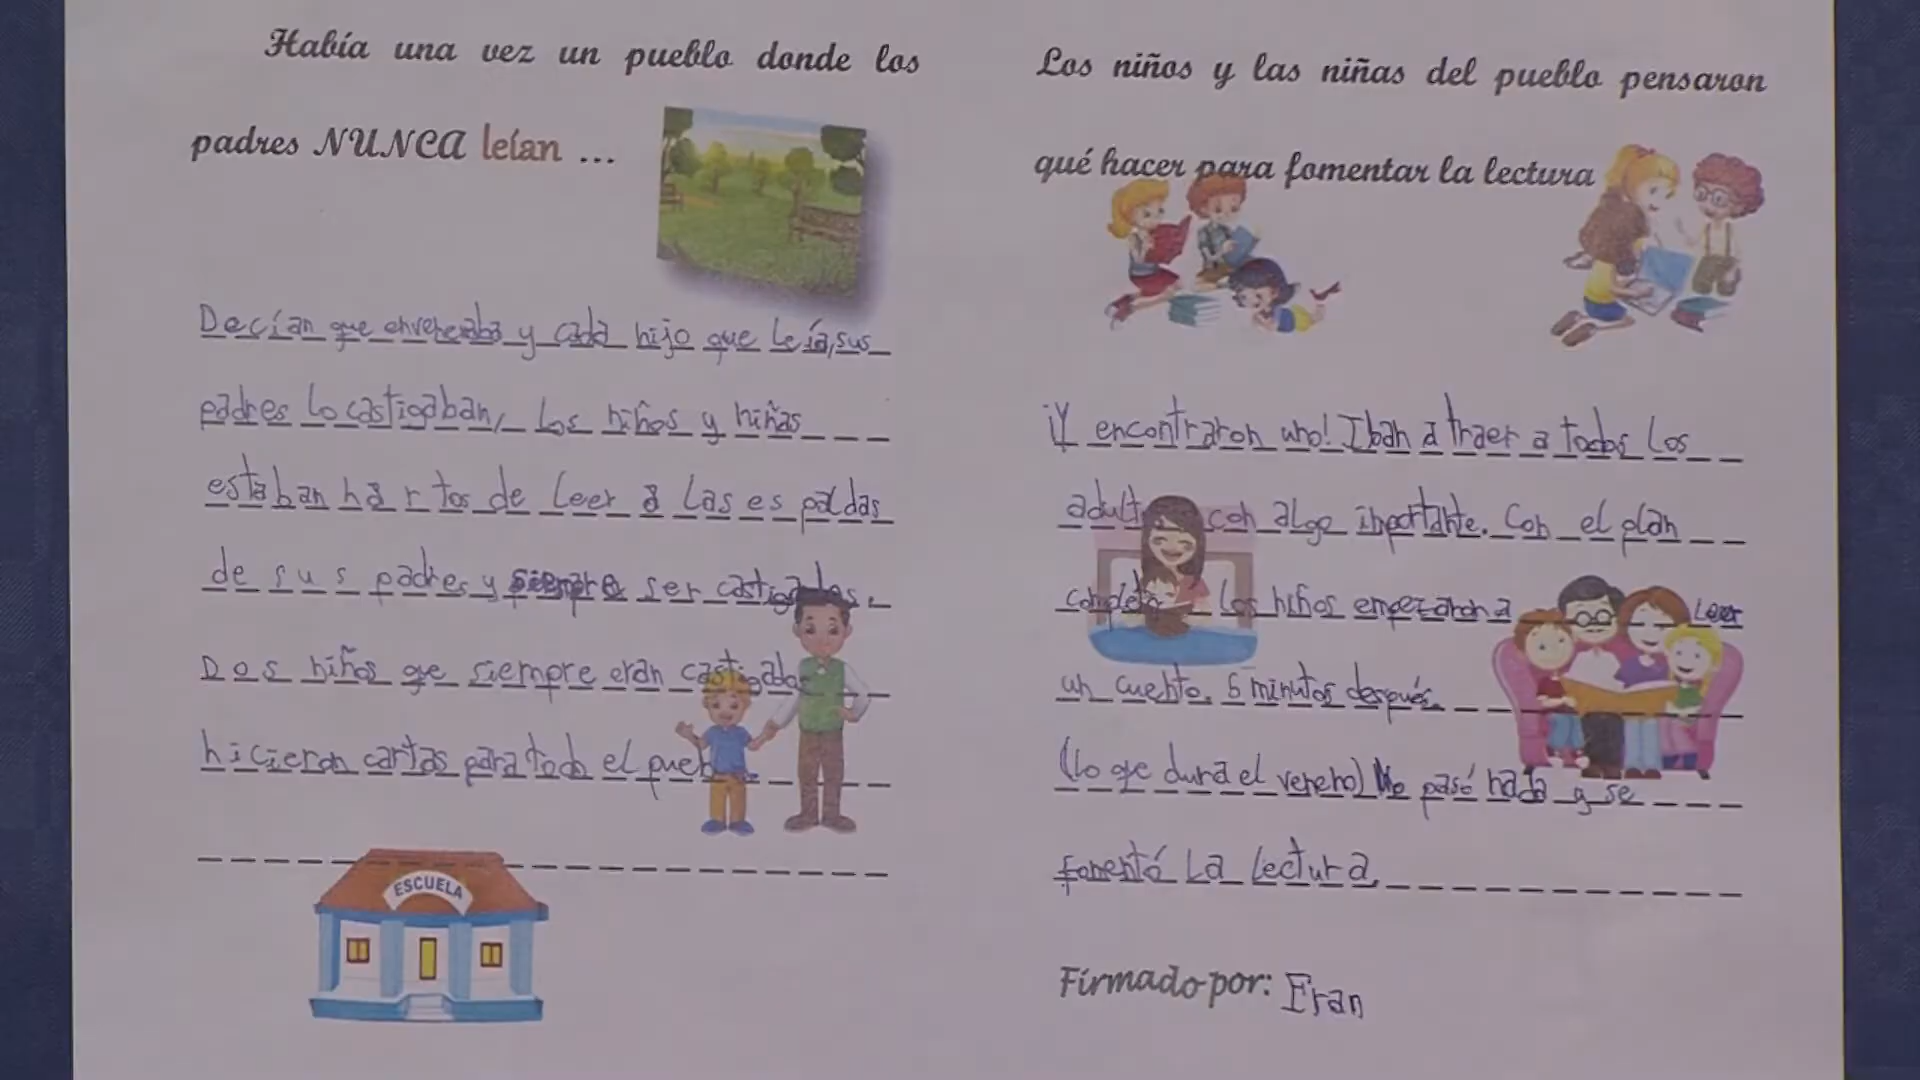 Había una vez un pueblo donde los
padres NUNCA leían ...
Decían que envenenaba y cada hijo que leía, sus
padres lo castigaban, los niños y niñas
estaban hartos de leer a las espaldas
de sus padres y siempre ser castigados.
Dos niños qe siempre eran castigados
hicieron cartas para todo el pueb
ESCUELA
Los niños y las niñas del pueblo pensaron
qué hacer para fomentar la lectura
¡Y encontraron uno! Iban a traer a todos los
adult con algo importante. Con el plan
completo los niños empezaron a leer
un cuento. 5 minutos después.
(lo qe dura el veneno) No pasó nada y se
fomentó la lectura.
Firmado por: Fran